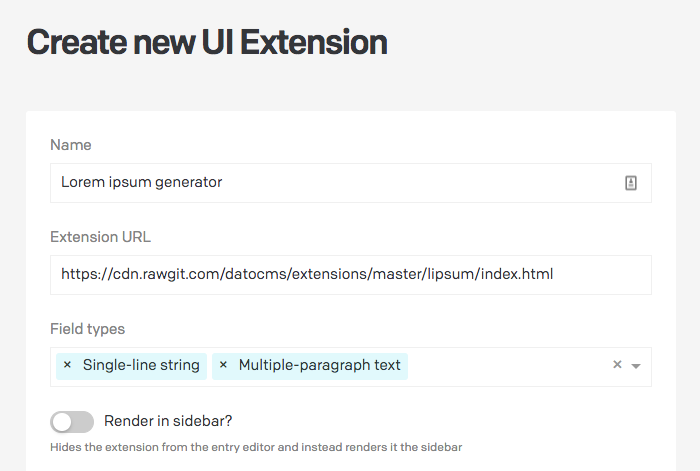 Create new UI Extension
Name
Lorem ipsum generator
Extension URL
https://cdn.rawgit.com/datocms/extensions/master/lipsum/index.html
Field types
× Single-line string × Multiple-paragraph text ×
Render in sidebar?
Hides the extension from the entry editor and instead renders it the sidebar